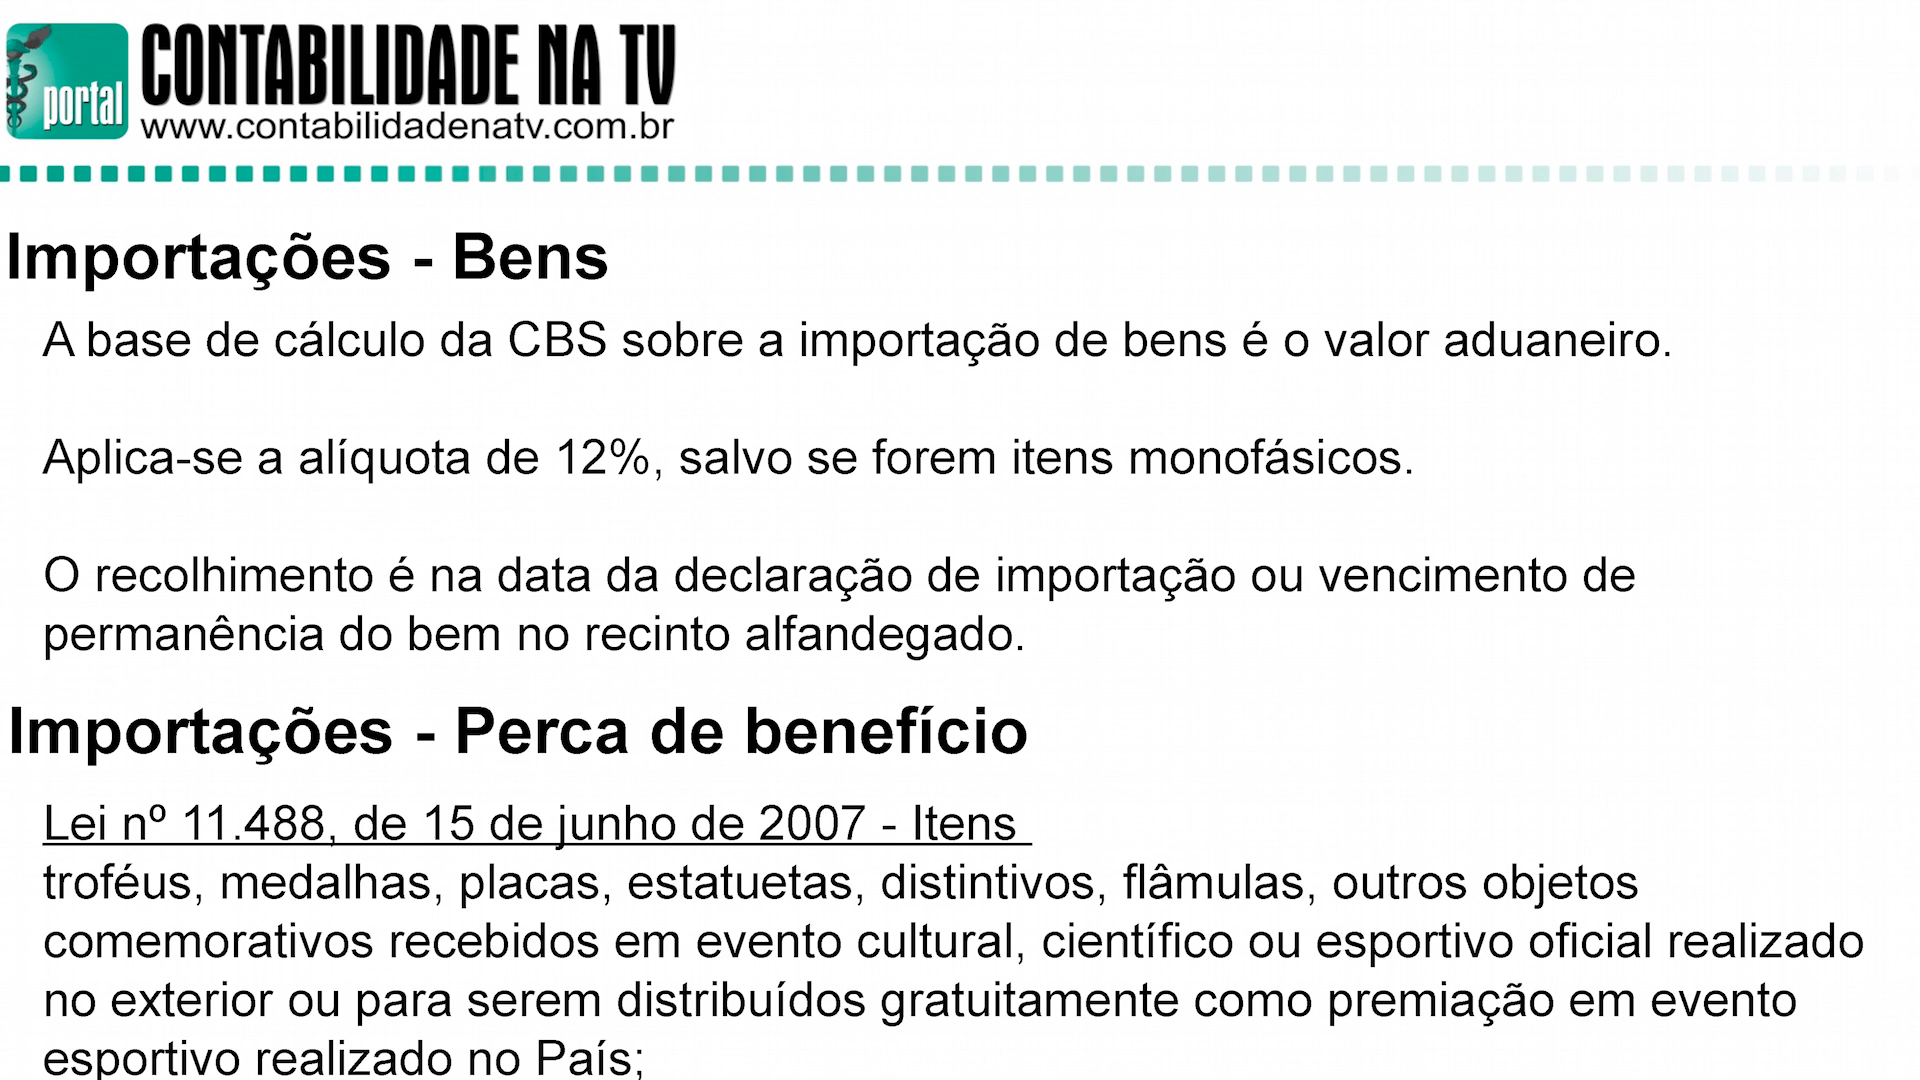 portal
CONTABILIDADE NA TV
www.contabilidadenatv.com.br
Importações - Bens
A base de cálculo da CBS sobre a importação de bens é o valor aduaneiro.
Aplica-se a alíquota de 12%, salvo se forem itens monofásicos.
O recolhimento é na data da declaração de importação ou vencimento de
permanência do bem no recinto alfandegado.
Importações - Perca de benefício
Lei nº 11.488, de 15 de junho de 2007 - Itens
troféus, medalhas, placas, estatuetas, distintivos, flâmulas, outros objetos
comemorativos recebidos em evento cultural, científico ou esportivo oficial realizado
no exterior ou para serem distribuídos gratuitamente como premiação em evento
esportivo realizado no País;